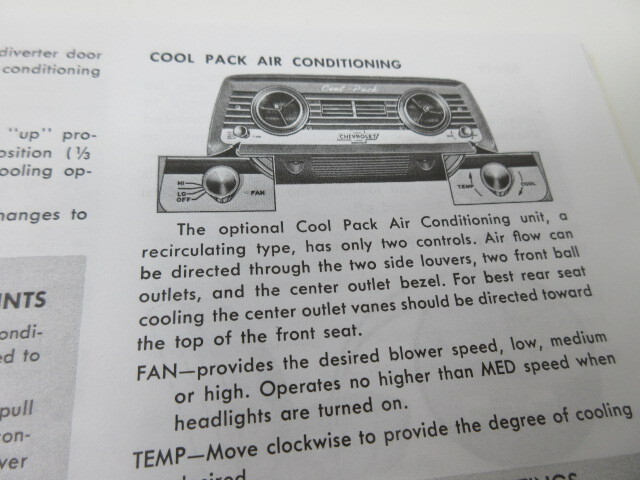 diverter door
conditioning
"up" pro-
osition (⅓
ooling op-
hanges to
INTS
ondi-
ed to
pull
on-
wer
COOL PACK AIR CONDITIONING
Cool Pack
CHEVROLET
HI
LO
OFF
FAN
TEMP
COOL
The optional Cool Pack Air Conditioning unit, a
recirculating type, has only two controls. Air flow can
be directed through the two side louvers, two front ball
outlets, and the center outlet bezel. For best rear seat
cooling the center outlet vanes should be directed toward
the top of the front seat.
FAN—provides the desired blower speed, low, medium
or high. Operates no higher than MED speed when
headlights are turned on.
TEMP—Move clockwise to provide the degree of cooling
desired